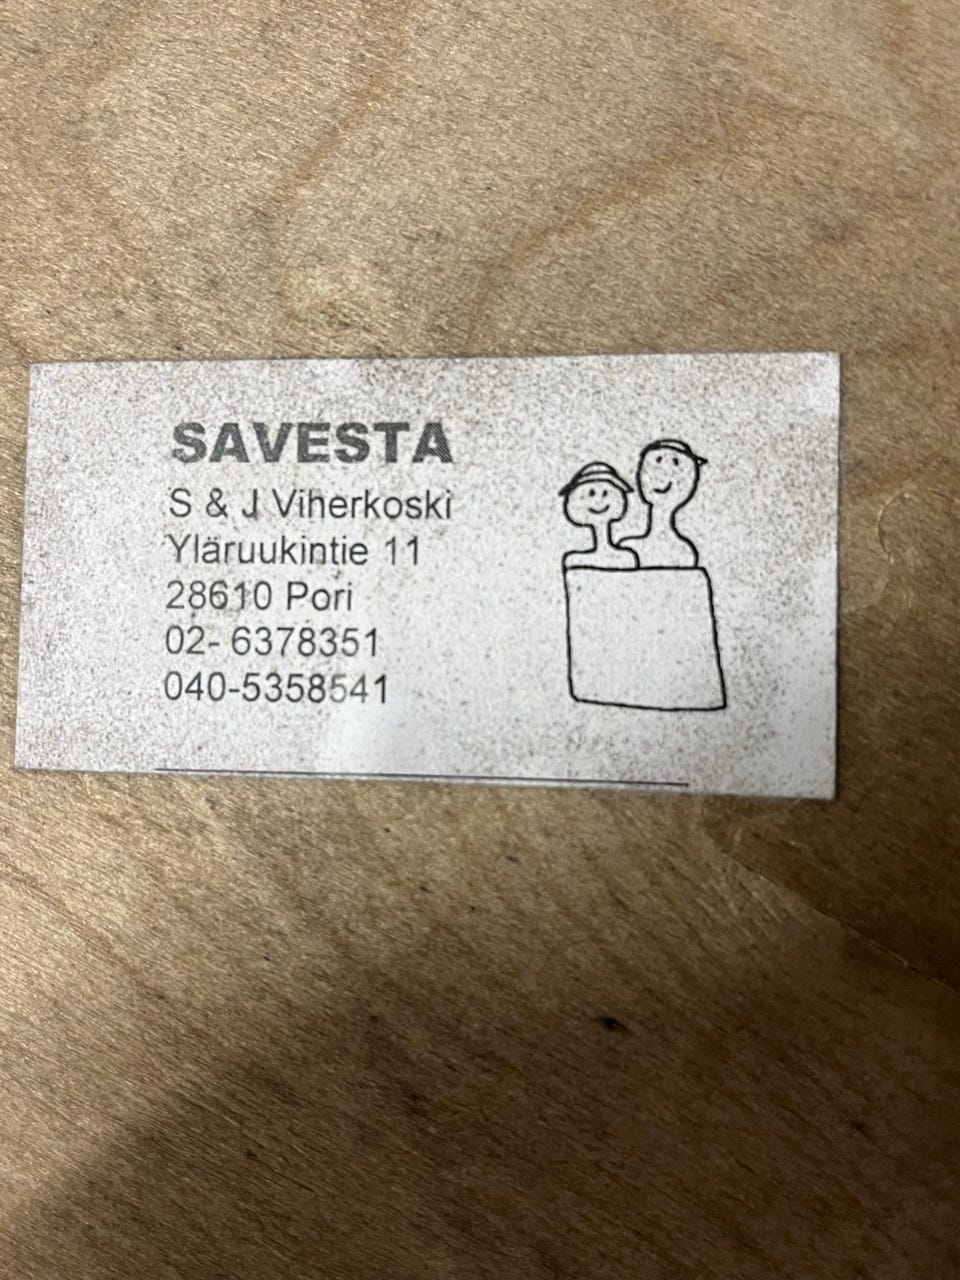 SAVESTA
S & J Viherkoski
Yläruukintie 11
28610 Pori
02- 6378351
040-5358541